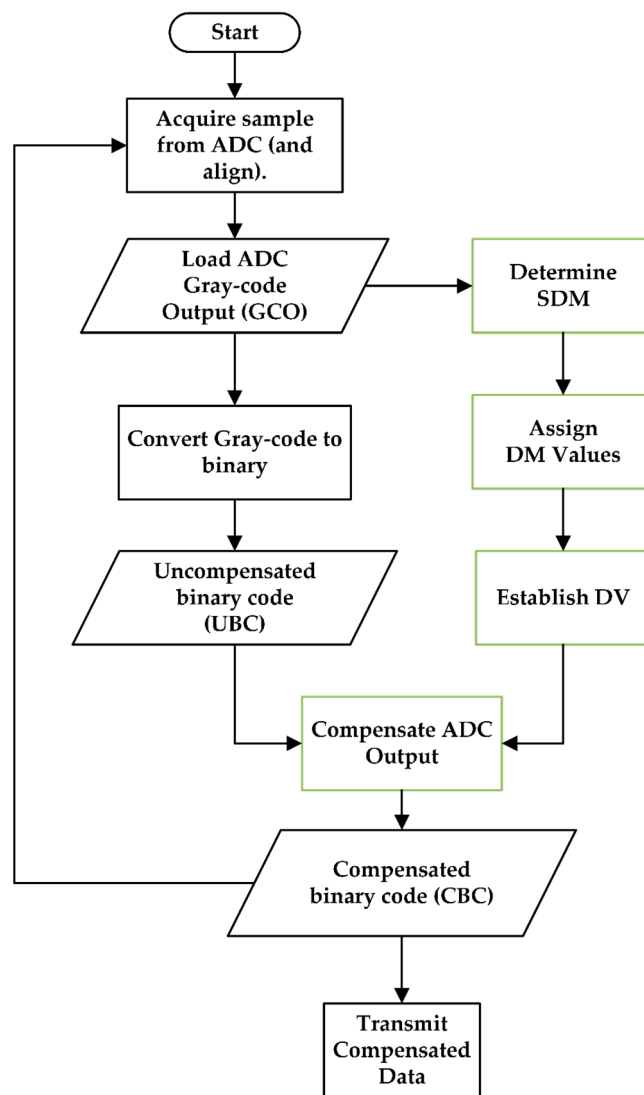 Start
Acquire sample
from ADC (and
align).
Load ADC
Gray-code
Output (GCO)
Determine
SDM
Convert Gray-code to
binary
Assign
DM Values
Uncompensated
binary code
(UBC)
Establish DV
Compensate ADC
Output
Compensated
binary code (CBC)
Transmit
Compensated
Data